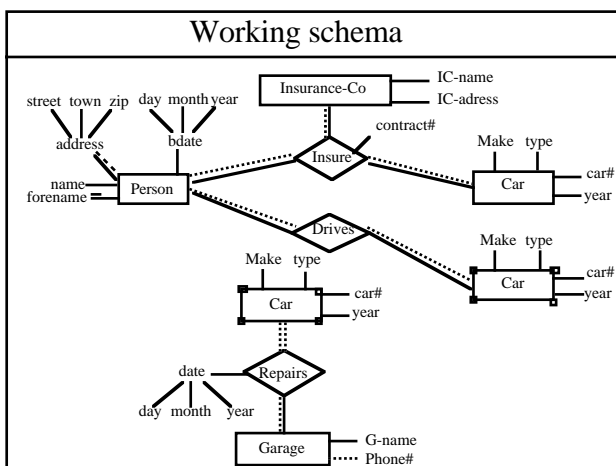 Working schema
Insurance-Co
IC-name
IC-adress
street town zip
day month year
address
bdate
contract#
name
forename
Person
Insure
Make type
Car
car#
year
Drives
Make type
Car
car#
year
Make type
Car
car#
year
date
Repairs
day month year
Garage
G-name
Phone#